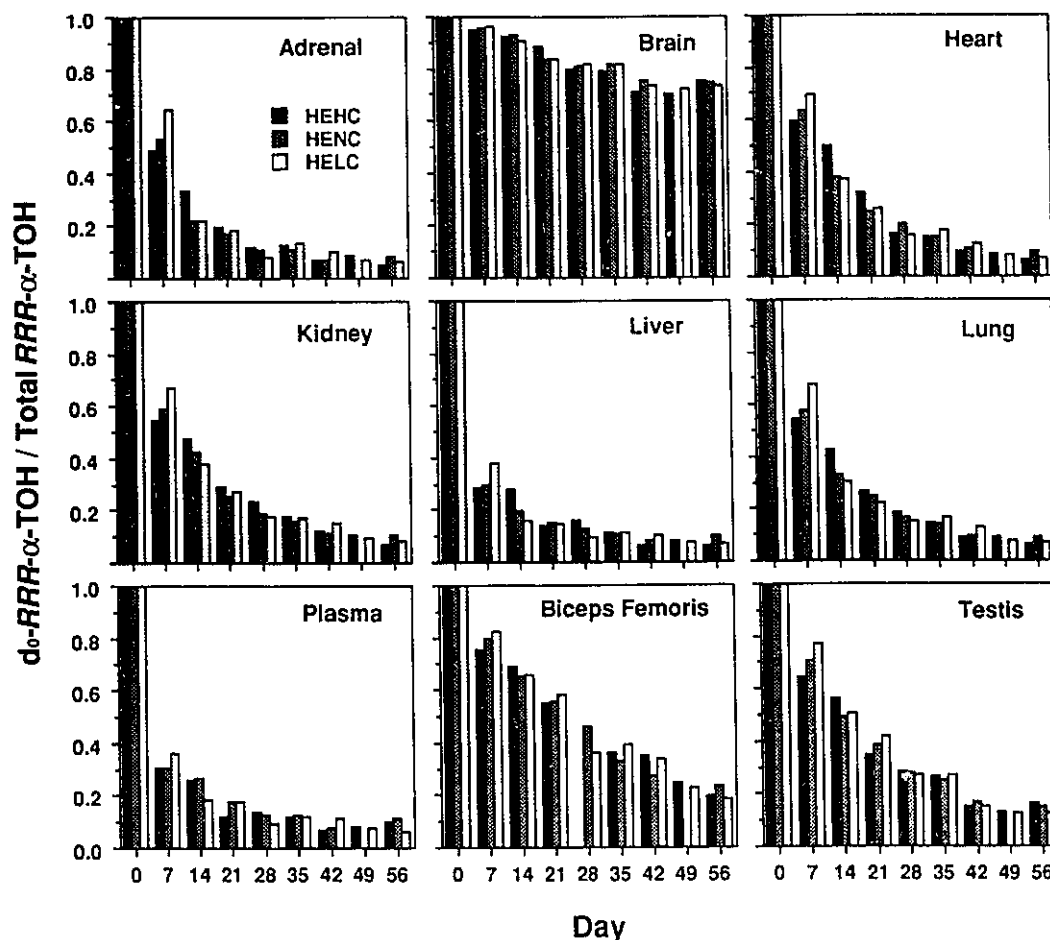 d₀-RRR-α-TOH / Total RRR-α-TOH
1.0
0.8
0.6
0.4
0.2
Adrenal
HEHC
HENC
HELC
Brain
Heart
1.0
0.8
0.6
0.4
0.2
Kidney
Liver
Lung
1.0
0.8
0.6
0.4
0.2
0.0
Plasma
Biceps Femoris
Testis
0 7 14 21 28 35 42 49 56
0 7 14 21 28 35 42 49 56
0 7 14 21 28 35 42 49 56
Day